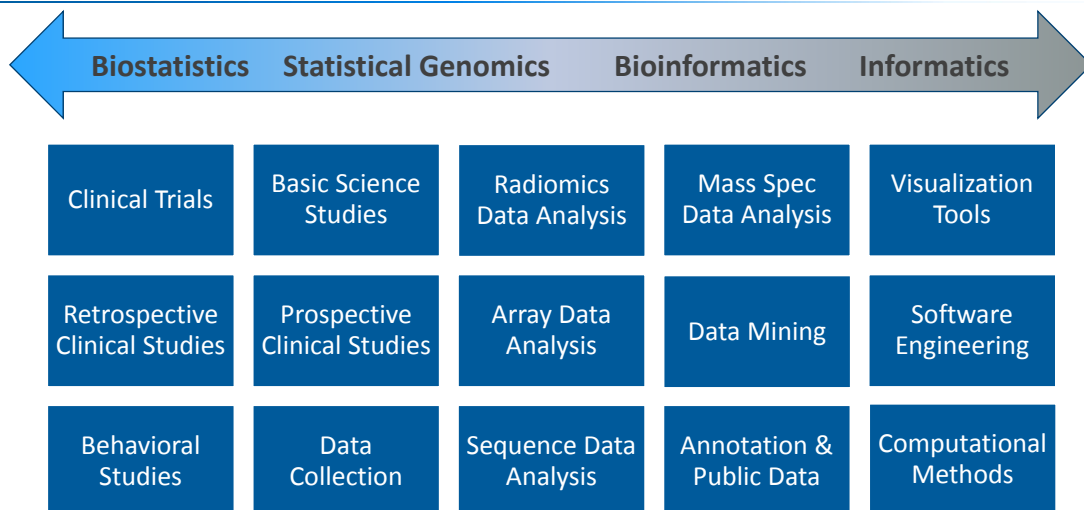 Biostatistics Statistical Genomics Bioinformatics Informatics
Clinical Trials
Basic Science
Studies
Radiomics
Data Analysis
Mass Spec
Data Analysis
Visualization
Tools
Retrospective
Clinical Studies
Prospective
Clinical Studies
Array Data
Analysis
Data Mining
Software
Engineering
Behavioral
Studies
Data
Collection
Sequence Data
Analysis
Annotation &
Public Data
Computational
Methods